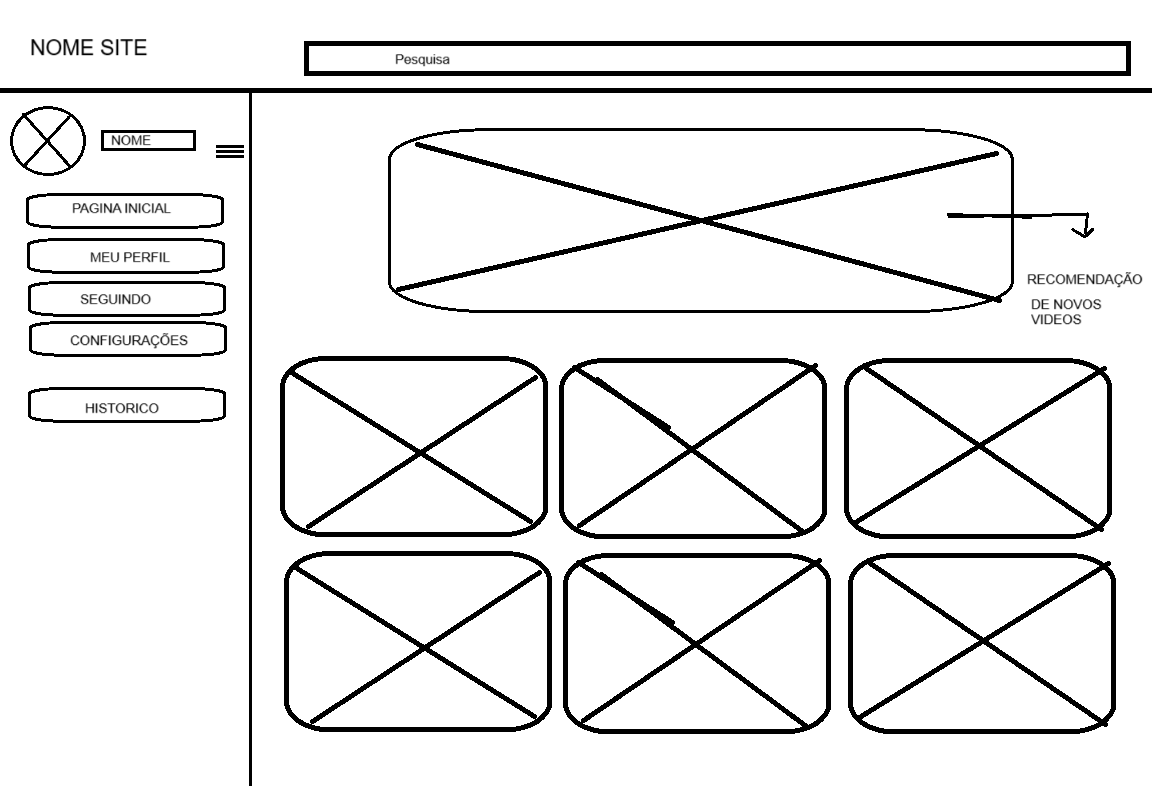 NOME SITE
Pesquisa
NOME
PAGINA INICIAL
MEU PERFIL
SEGUINDO
CONFIGURAÇÕES
HISTORICO
RECOMENDAÇÃO
DE NOVOS
VIDEOS